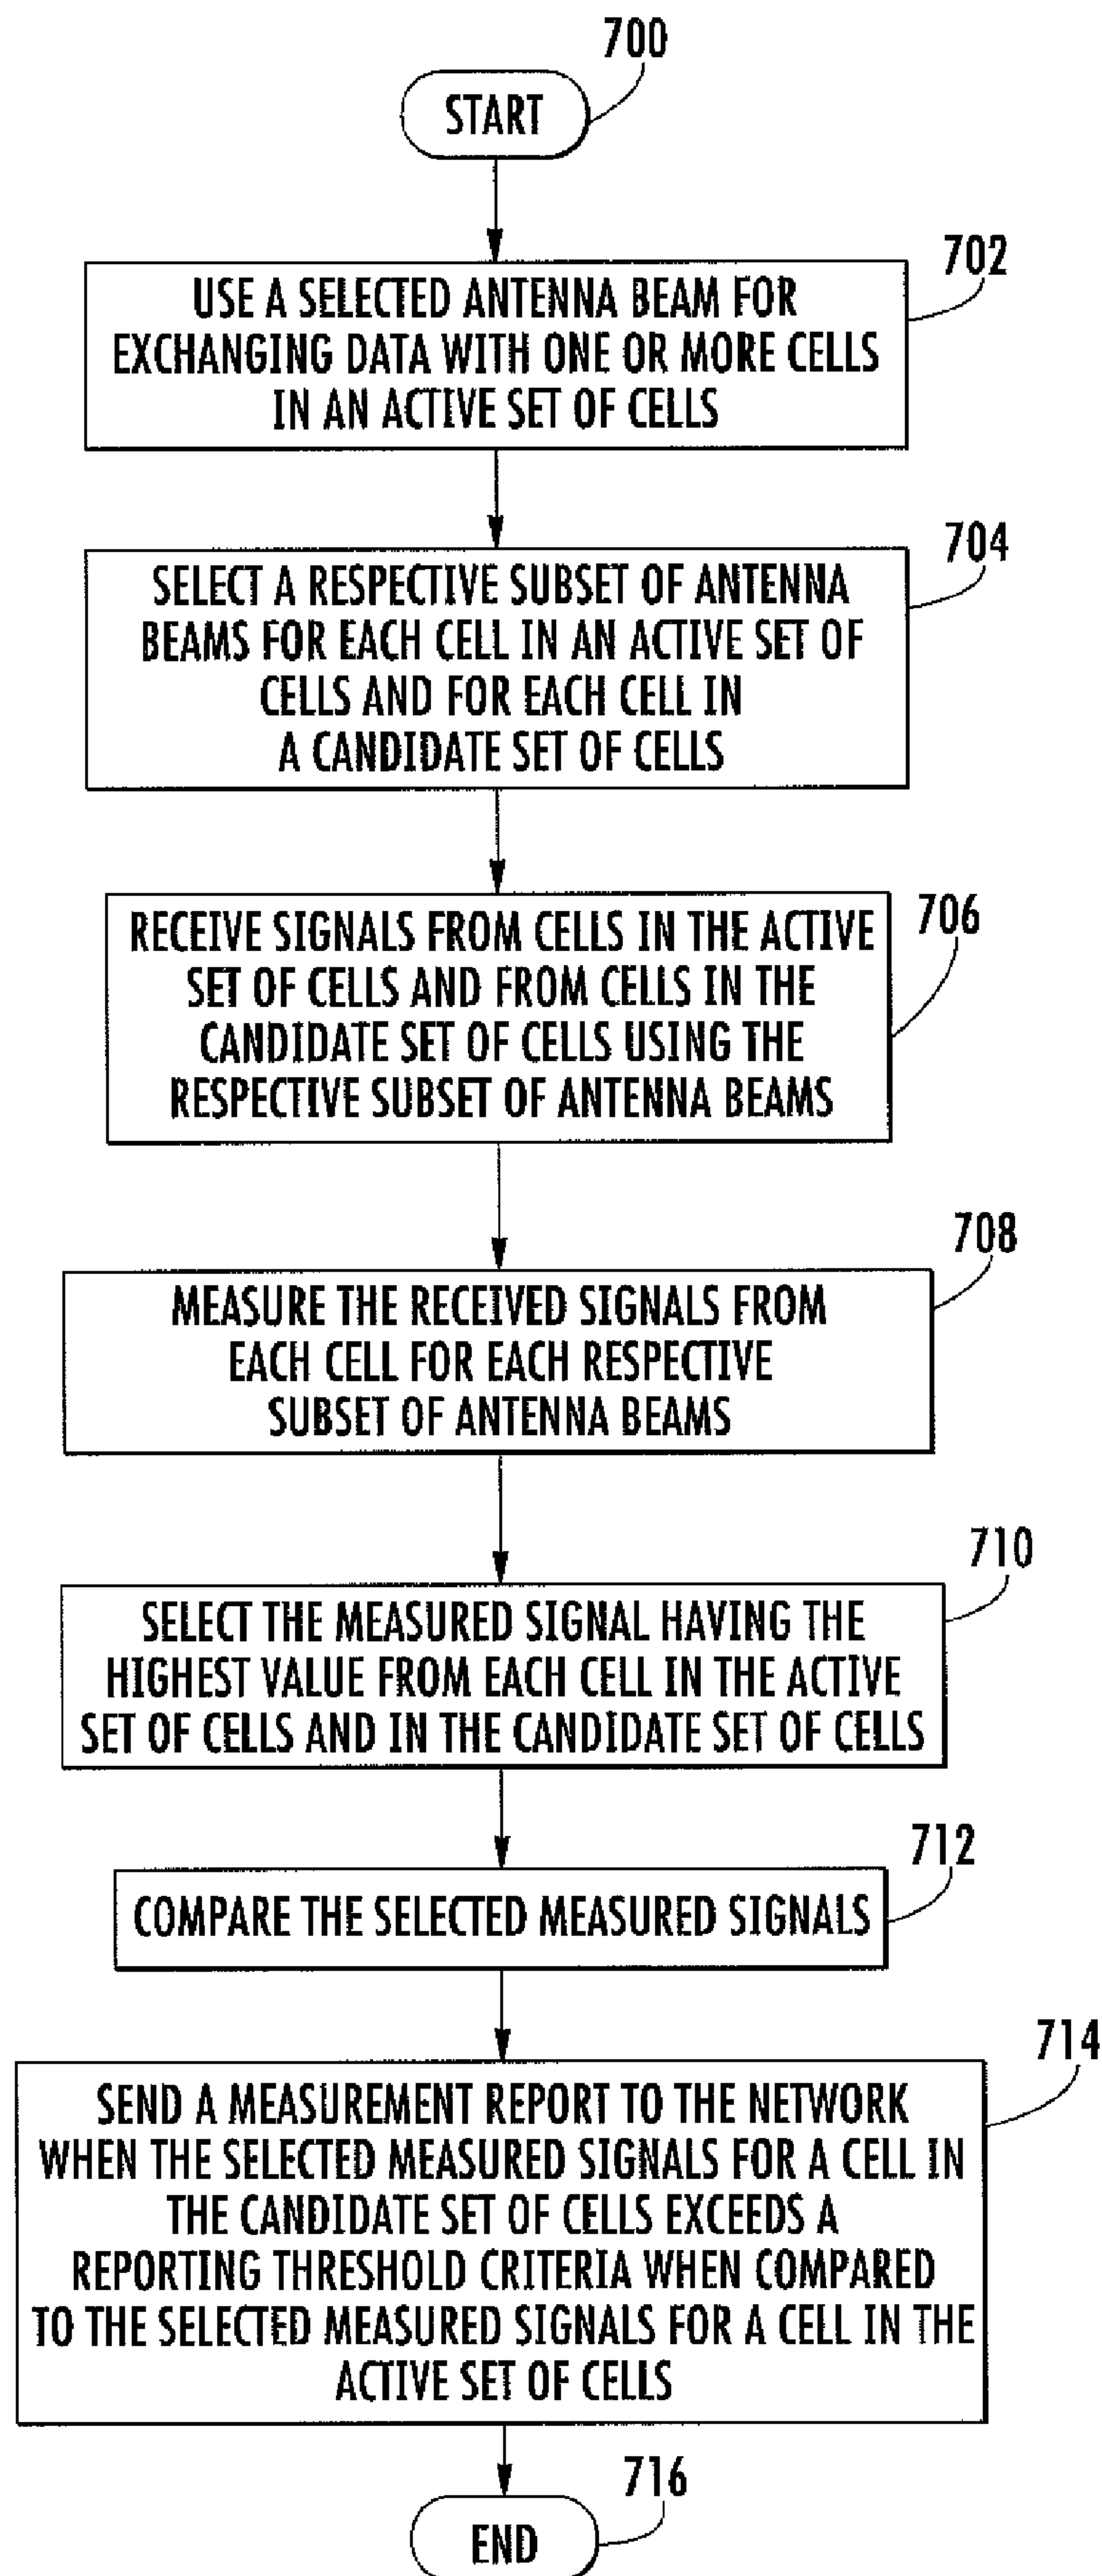 700
START
702
USE A SELECTED ANTENNA BEAM FOR
EXCHANGING DATA WITH ONE OR MORE CELLS
IN AN ACTIVE SET OF CELLS
704
SELECT A RESPECTIVE SUBSET OF ANTENNA
BEAMS FOR EACH CELL IN AN ACTIVE SET OF
CELLS AND FOR EACH CELL IN
A CANDIDATE SET OF CELLS
706
RECEIVE SIGNALS FROM CELLS IN THE ACTIVE
SET OF CELLS AND FROM CELLS IN THE
CANDIDATE SET OF CELLS USING THE
RESPECTIVE SUBSET OF ANTENNA BEAMS
708
MEASURE THE RECEIVED SIGNALS FROM
EACH CELL FOR EACH RESPECTIVE
SUBSET OF ANTENNA BEAMS
710
SELECT THE MEASURED SIGNAL HAVING THE
HIGHEST VALUE FROM EACH CELL IN THE ACTIVE
SET OF CELLS AND IN THE CANDIDATE SET OF CELLS
712
COMPARE THE SELECTED MEASURED SIGNALS
714
SEND A MEASUREMENT REPORT TO THE NETWORK
WHEN THE SELECTED MEASURED SIGNALS FOR A CELL IN
THE CANDIDATE SET OF CELLS EXCEEDS A
REPORTING THRESHOLD CRITERIA WHEN COMPARED
TO THE SELECTED MEASURED SIGNALS FOR A CELL IN THE
ACTIVE SET OF CELLS
716
END